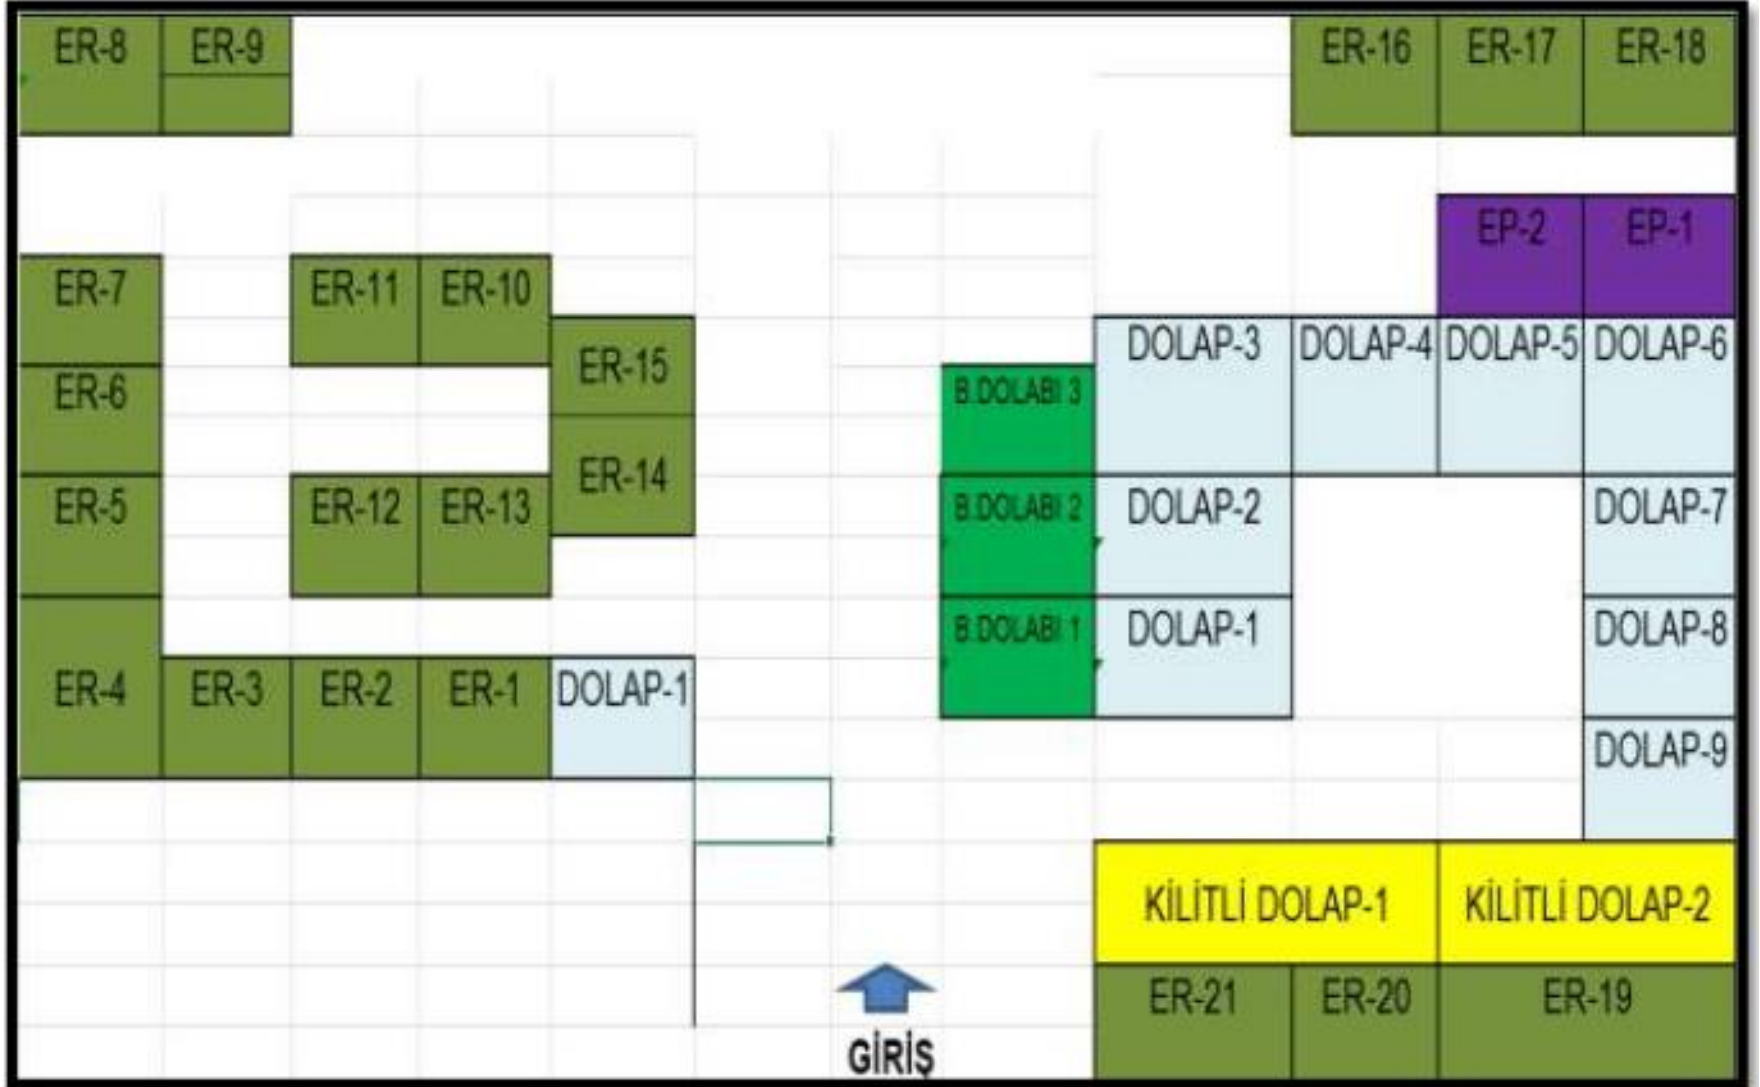 ER-8 ER-9 ER-16 ER-17 ER-18
EP-2 EP-1
ER-7 ER-11 ER-10
DOLAP-3 DOLAP-4 DOLAP-5 DOLAP-6
ER-15
ER-6 B.DOLABI 3
ER-14
ER-5 ER-12 ER-13 B.DOLABI 2 DOLAP-2 DOLAP-7
B.DOLABI 1 DOLAP-1 DOLAP-8
ER-4 ER-3 ER-2 ER-1 DOLAP-1
DOLAP-9
KİLİTLİ DOLAP-1 KİLİTLİ DOLAP-2
ER-21 ER-20 ER-19
GİRİŞ